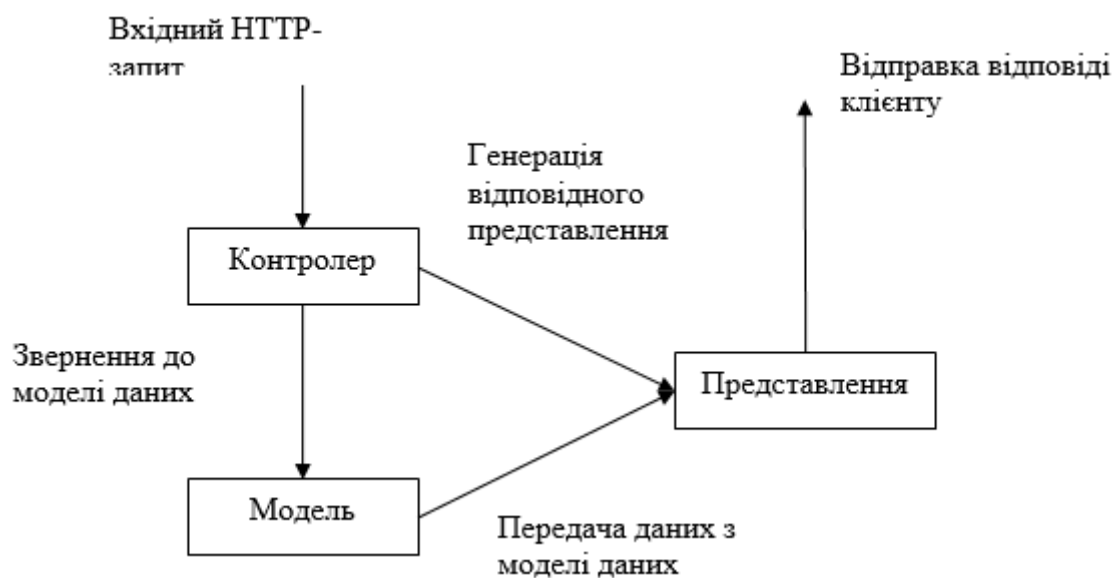 Вхідний HTTP-
запит
Відправка відповіді
клієнту
Генерація
відповідного
представлення
Контролер
Звернення до
моделі даних
Представлення
Модель
Передача даних з
моделі даних